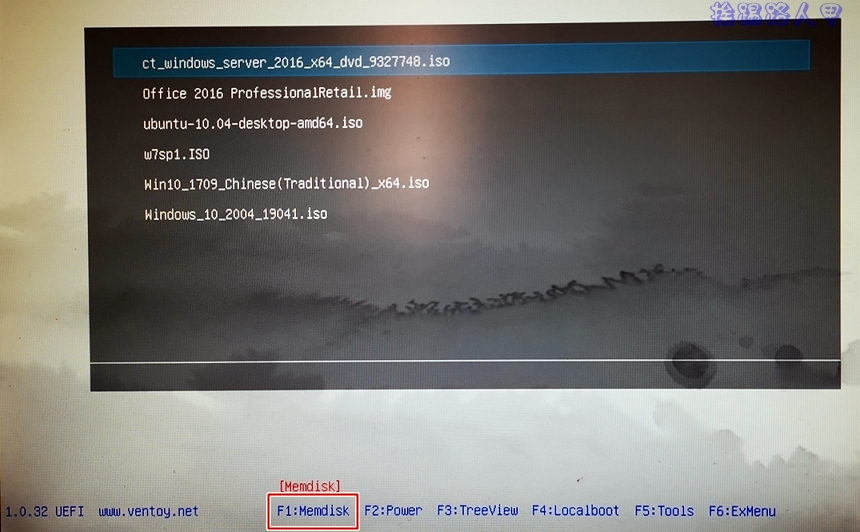 挨踢路人甲
ct_windows_server_2016_x64_dvd_9327748.iso
Office 2016 ProfessionalRetail.img
ubuntu-10.04-desktop-amd64.iso
w7sp1.ISO
Win10_1709_Chinese(Traditional)_x64.iso
Windows_10_2004_19041.iso
[Memdisk]
1.0.32 UEFI www.ventoy.net F1:Memdisk F2:Power F3:TreeView F4:Localboot F5:Tools F6:ExMenu